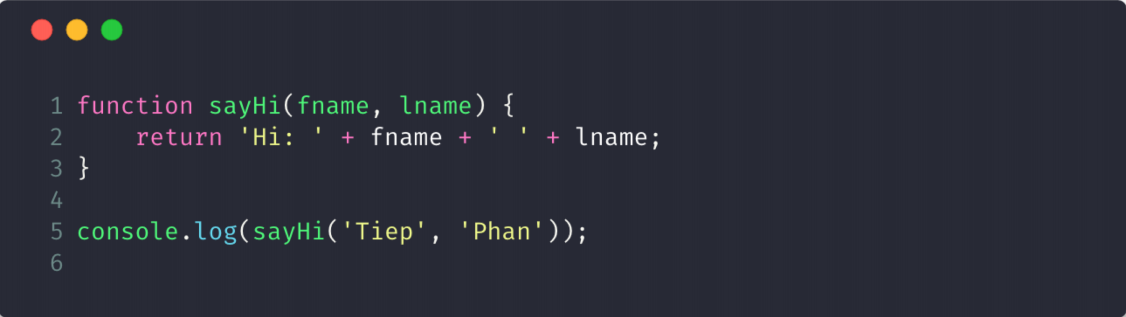 1 function sayHi(fname, lname) {
2     return 'Hi: ' + fname + ' ' + lname;
3 }
4
5 console.log(sayHi('Tiep', 'Phan'));
6